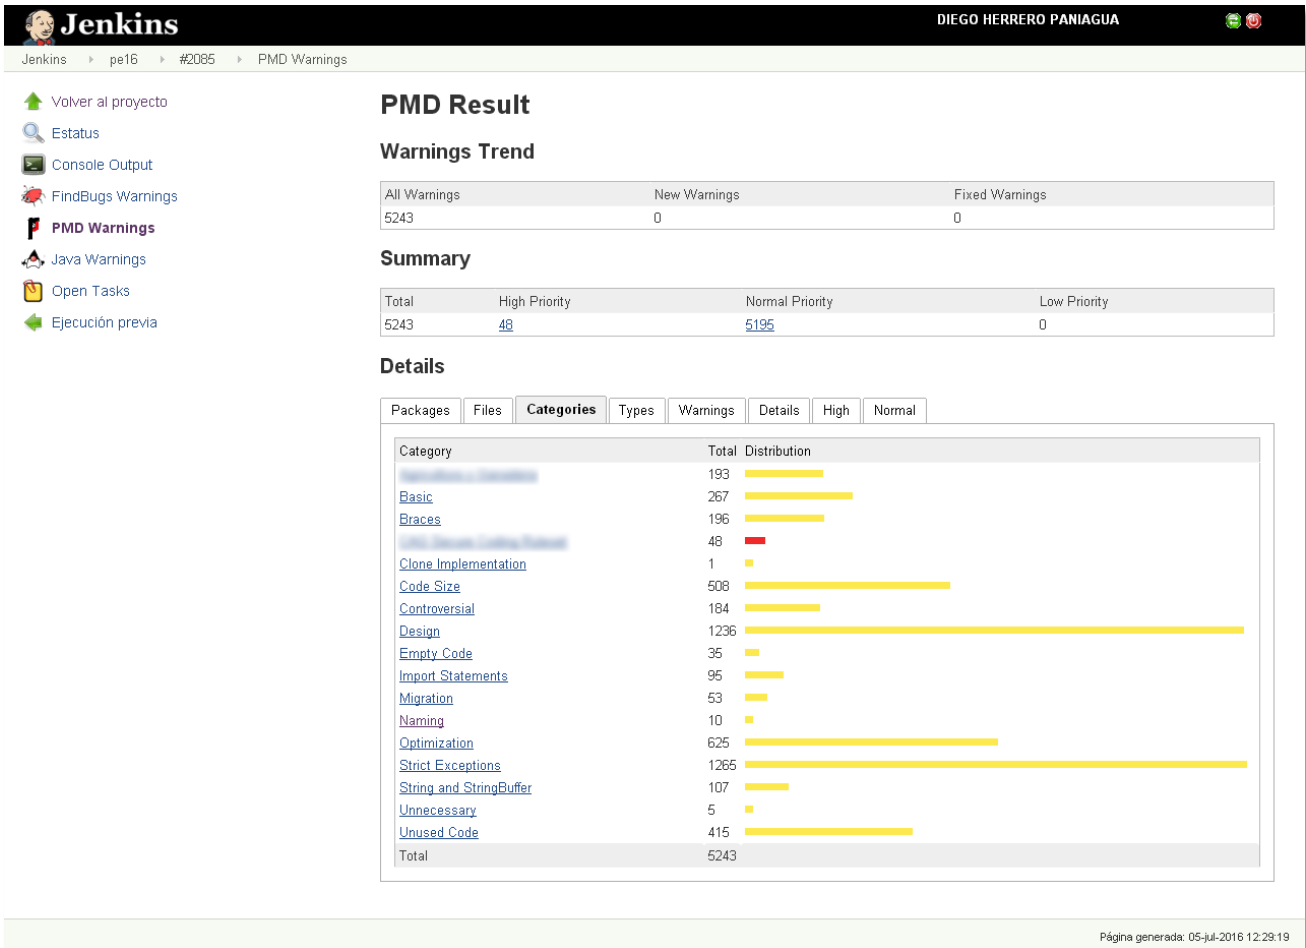 Jenkins
DIEGO HERRERO PANIAGUA
Jenkins pe16 #2085 PMD Warnings
Volver al proyecto
Estatus
Console Output
FindBugs Warnings
PMD Warnings
Java Warnings
Open Tasks
Ejecución previa
PMD Result
Warnings Trend
All Warnings New Warnings Fixed Warnings
5243 0 0
Summary
Total High Priority Normal Priority Low Priority
5243 48 5195 0
Details
Packages Files Categories Types Warnings Details High Normal
Category Total Distribution
193
Basic 267
Braces 196
48
Clone Implementation 1
Code Size 508
Controversial 184
Design 1236
Empty Code 35
Import Statements 95
Migration 53
Naming 10
Optimization 625
Strict Exceptions 1265
String and StringBuffer 107
Unnecessary 5
Unused Code 415
Total 5243
Página generada: 05-jul-2016 12:29:19